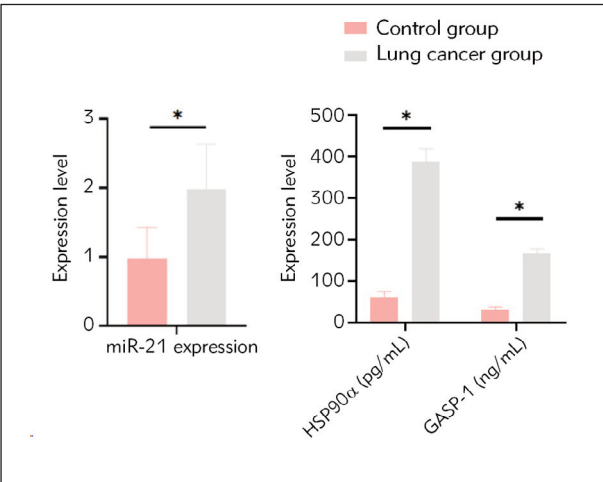 Control group
Lung cancer group
Expression level
3
2
1
0
*
miR-21 expression
Expression level
500
400
300
200
100
0
*
*
HSP90α (pg/mL)
GASP-1 (ng/mL)